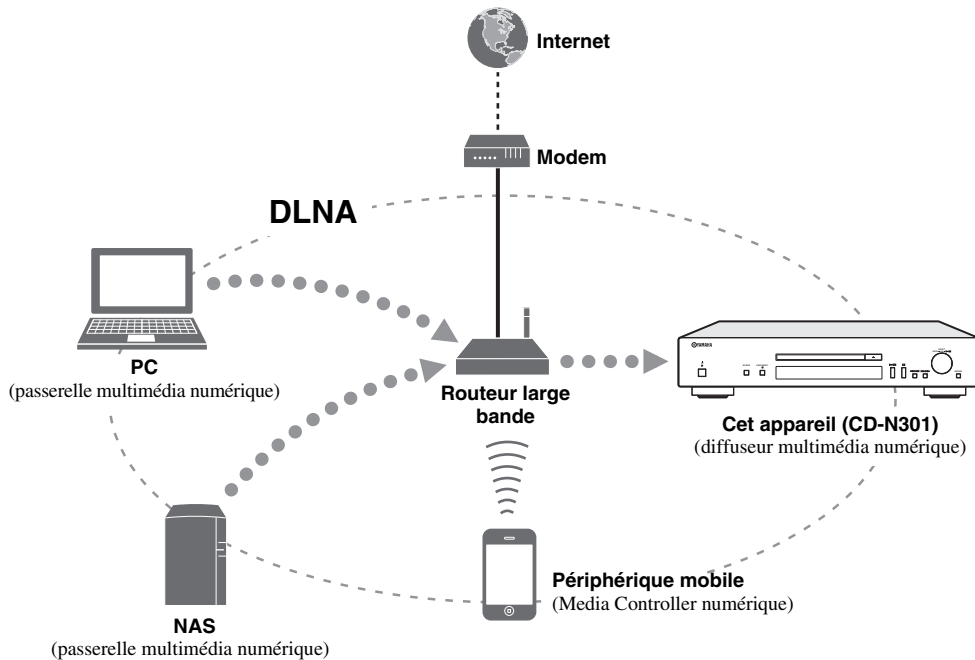 Internet
Modem
DLNA
YAMAHA
PC
(passerelle multimédia numérique)
Routeur large
bande
Cet appareil (CD-N301)
(diffuseur multimédia numérique)
Périphérique mobile
(Media Controller numérique)
NAS
(passerelle multimédia numérique)